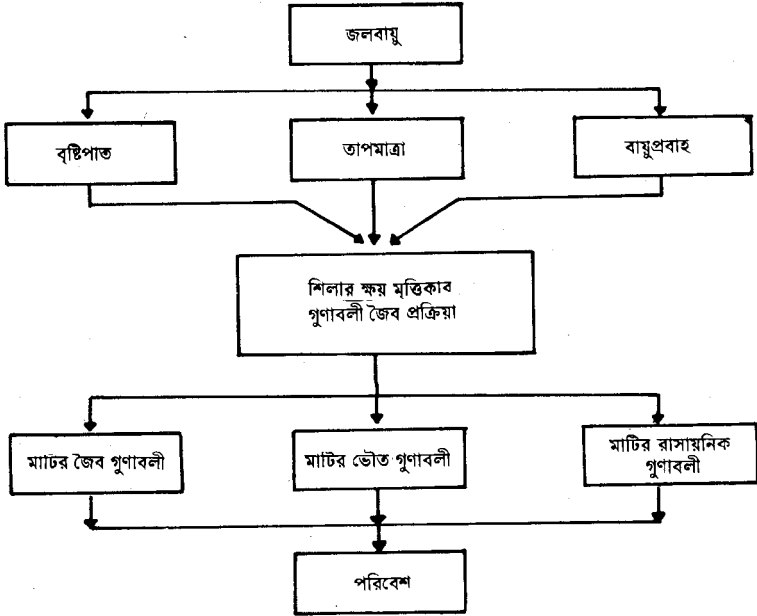 জলবায়ু
বৃষ্টিপাত
তাপমাত্রা
বায়ুপ্রবাহ
শিলার ক্ষয় মৃত্তিকাব
গুণাবলী জৈব প্রক্রিয়া
মাটির জৈব গুণাবলী
মাটির ভৌত গুণাবলী
মাটির রাসায়নিক
গুণাবলী
পরিবেশ